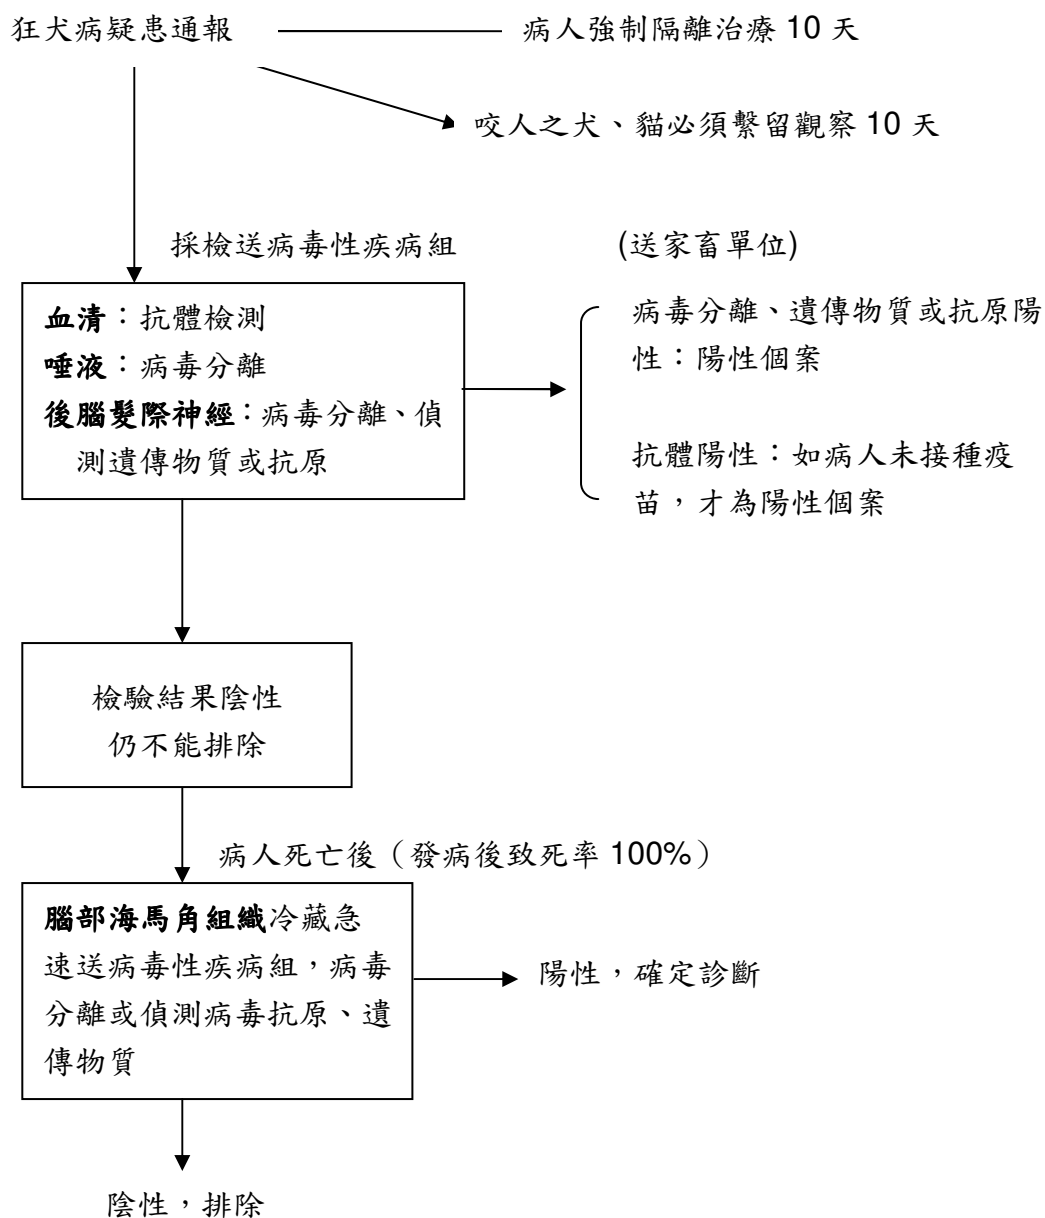 狂犬病疑患通報
病人強制隔離治療 10 天
咬人之犬、貓必須繫留觀察 10 天
採檢送病毒性疾病組
(送家畜單位)
血清：抗體檢測
唾液：病毒分離
後腦髮際神經：病毒分離、偵
測遺傳物質或抗原
病毒分離、遺傳物質或抗原陽
性：陽性個案
抗體陽性：如病人未接種疫
苗，才為陽性個案
檢驗結果陰性
仍不能排除
病人死亡後（發病後致死率 100%）
腦部海馬角組織冷藏急
速送病毒性疾病組，病毒
分離或偵測病毒抗原、遺
傳物質
陽性，確定診斷
陰性，排除